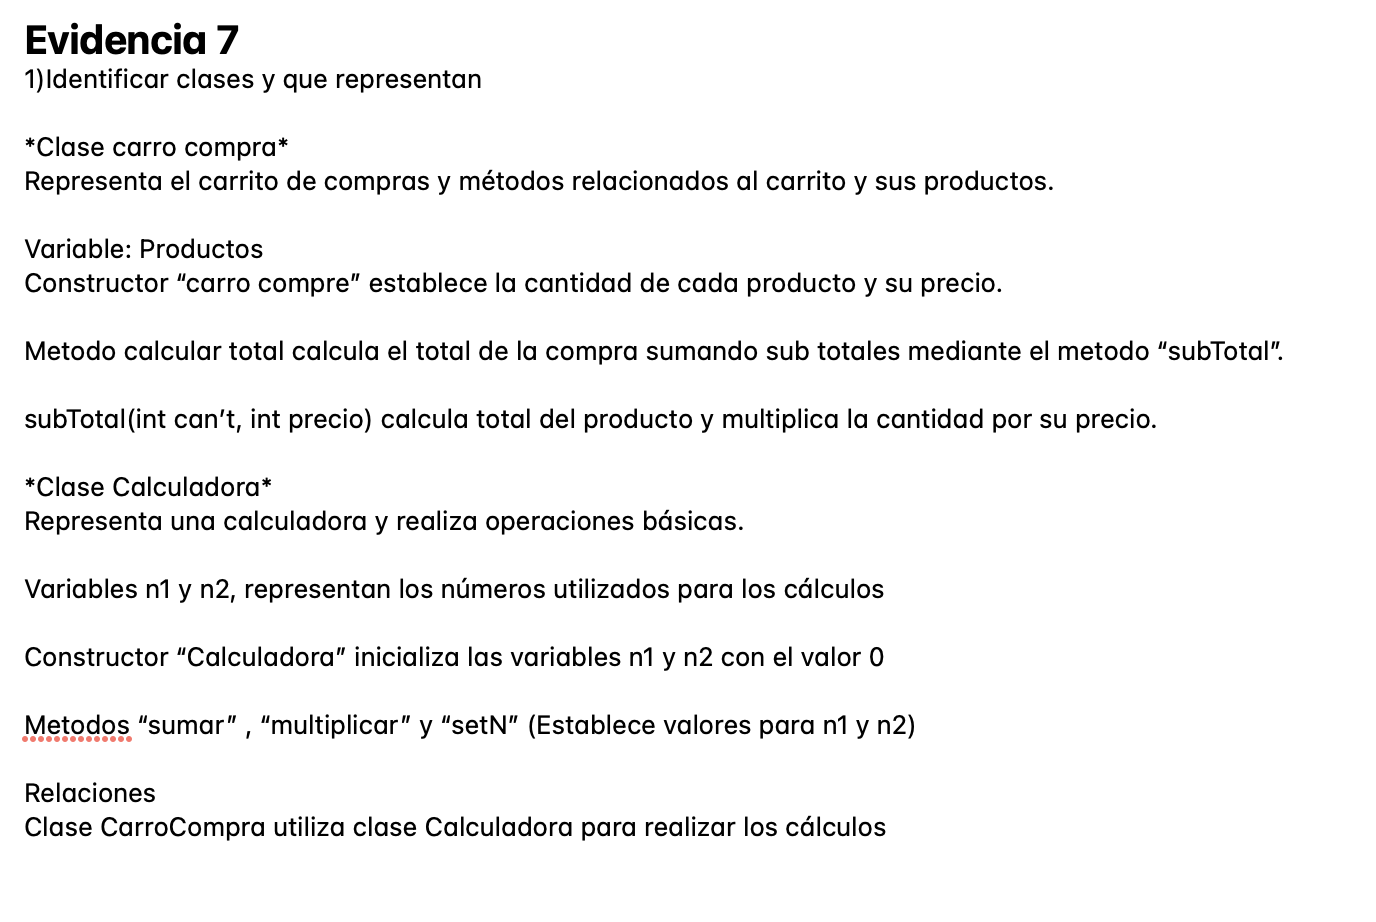 Evidencia 7
1)Identificar clases y que representan
*Clase carro compra*
Representa el carrito de compras y métodos relacionados al carrito y sus productos.
Variable: Productos
Constructor “carro compre” establece la cantidad de cada producto y su precio.
Metodo calcular total calcula el total de la compra sumando sub totales mediante el metodo “subTotal”.
subTotal(int can’t, int precio) calcula total del producto y multiplica la cantidad por su precio.
*Clase Calculadora*
Representa una calculadora y realiza operaciones básicas.
Variables n1 y n2, representan los números utilizados para los cálculos
Constructor “Calculadora” inicializa las variables n1 y n2 con el valor 0
Metodos “sumar” , “multiplicar” y “setN” (Establece valores para n1 y n2)
Relaciones
Clase CarroCompra utiliza clase Calculadora para realizar los cálculos